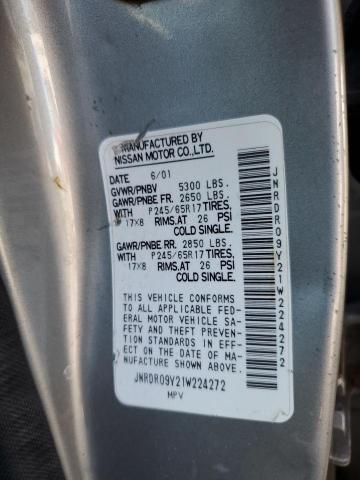 MANUFACTURED BY
NISSAN MOTOR CO.,LTD.
DATE 6/01
GVWR/PNBV 5300 LBS.
GAWR/PNBE FR. 2650 LBS.
WITH P245/65R17 TIRES,
17X8 RIMS.AT 26 PSI
COLD SINGLE.
GAWR/PNBE RR. 2850 LBS.
WITH P245/65R17 TIRES,
17X8 RIMS.AT 26 PSI
COLD SINGLE.
THIS VEHICLE CONFORMS
TO ALL APPLICABLE FED-
ERAL MOTOR VEHICLE SA-
FETY AND THEFT PREVENTION
STANDARDS IN EFF-
ECT ON THE DATE OF MA-
NUFACTURE SHOWN ABOVE.
JNRDR09Y21W224272
MPV
JNRDR09Y21W224272